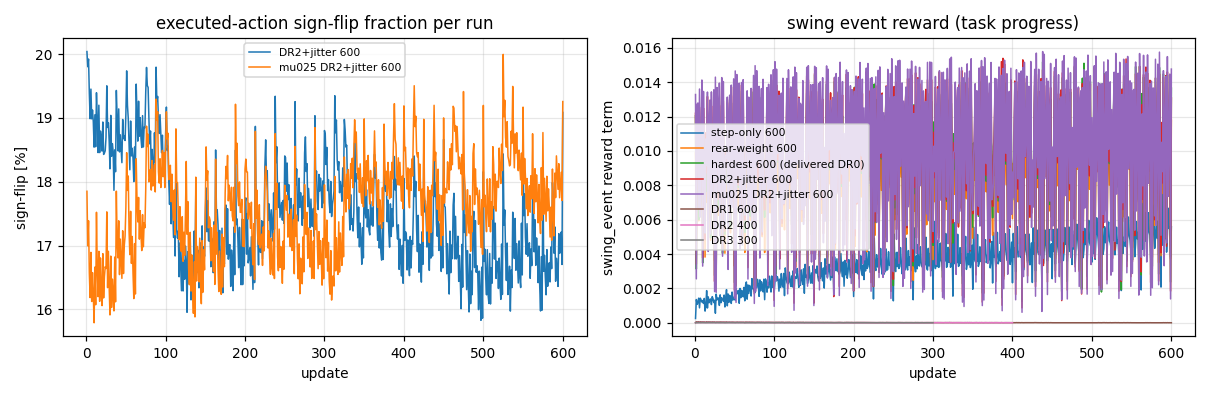 executed-action sign-flip fraction per run
sign-flip [%]
20
19
18
17
16
DR2+jitter 600
mu025 DR2+jitter 600
0
100
200
300
400
500
600
update
swing event reward (task progress)
swing_event reward term
0.016
0.014
0.012
0.010
0.008
0.006
0.004
0.002
0.000
step-only 600
rear-weight 600
hardest 600 (delivered DR0)
DR2+jitter 600
mu025 DR2+jitter 600
DR1 600
DR2 400
DR3 300
0
100
200
300
400
500
600
update